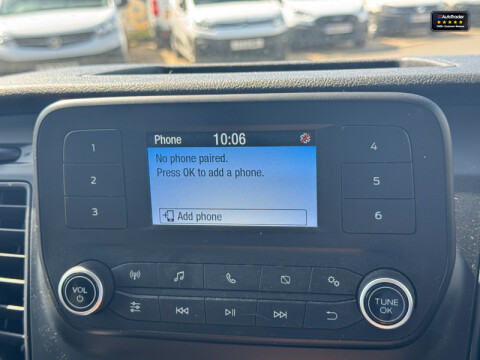 AutoTrader
Phone 10:06
No phone paired.
Press OK to add a phone.
Add phone
1
2
3
4
5
6
VOL
TUNE
OK